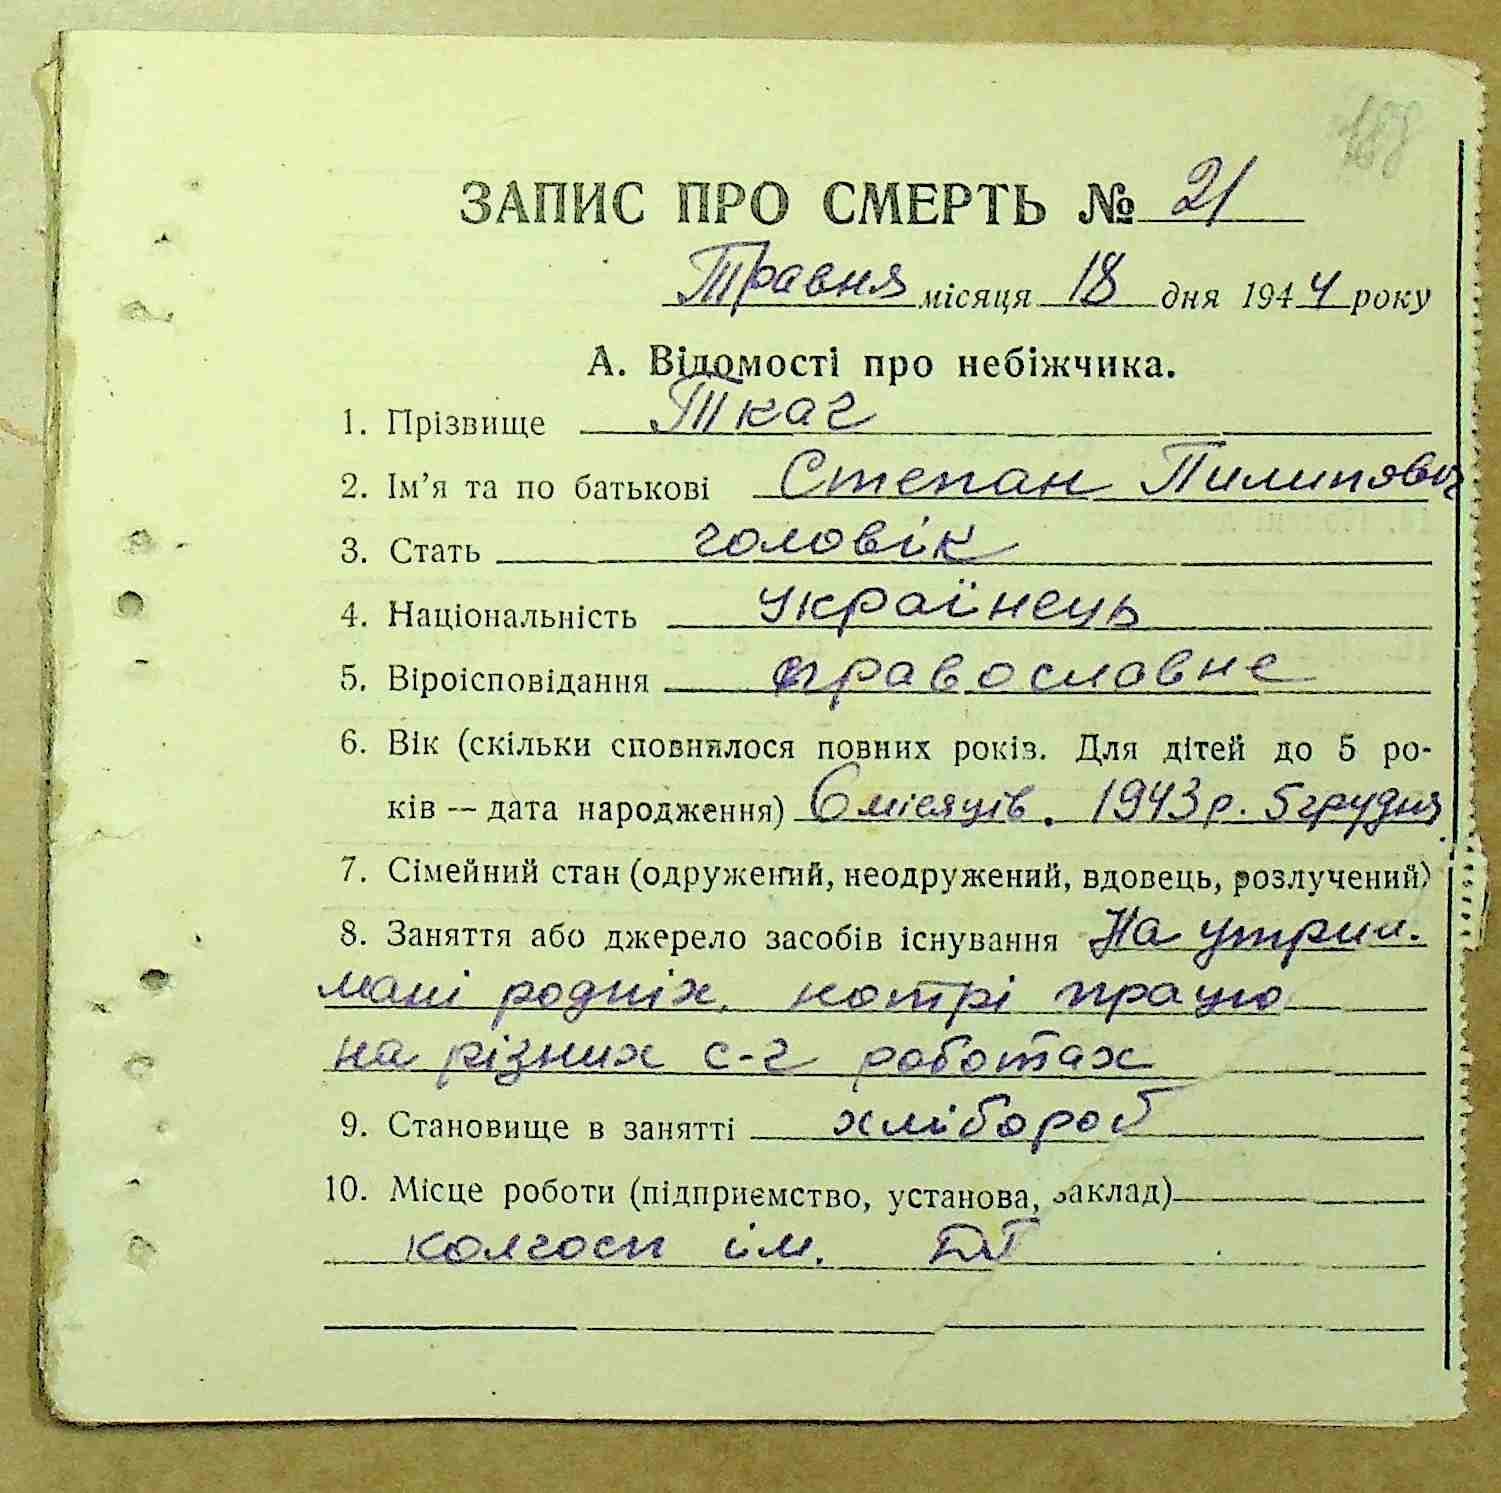 168
ЗАПИС ПРО СМЕРТЬ № 21
Травня місяця 18 дня 1944 року
А. Відомості про небіжчика.
1. Прізвище Ткач
2. Ім’я та по батькові Степан Пилипович
3. Стать чоловік
4. Національність українець
5. Віроісповідання православне
6. Вік (скільки сповнилося повних років. Для дітей до 5 ро-
ків — дата народження) 6 місяців. 1943 р. 5 грудня
7. Сімейний стан (одружений, неодружений, вдовець, розлучений)
8. Заняття або джерело засобів існування На утрим.
мані родніх, котрі працю
на різних с-г роботах
9. Становище в занятті хлібороб
10. Місце роботи (підприємство, установа, заклад)
колгосп ім.